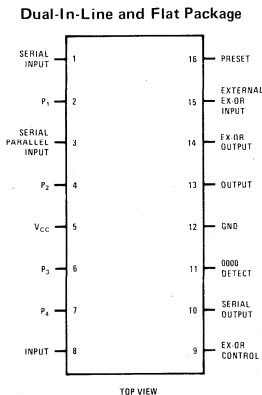 Dual-In-Line and Flat Package
SERIAL
INPUT
1
16
PRESET
P1
2
15
EXTERNAL
EX-OR
INPUT
SERIAL
PARALLEL
INPUT
3
14
EX-OR
OUTPUT
P2
4
13
OUTPUT
VCC
5
12
GND
P3
6
11
0000
DETECT
P4
7
10
SERIAL
OUTPUT
INPUT
8
9
EX-OR
CONTROL
TOP VIEW